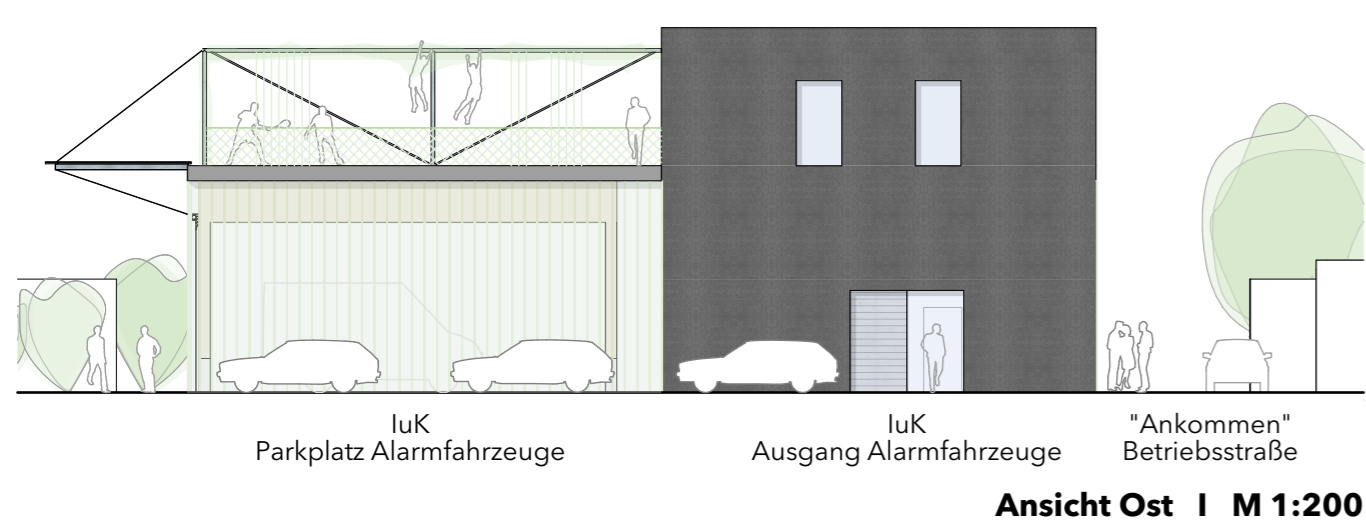 IuK
Parkplatz Alarmfahrzeuge
IuK
Ausgang Alarmfahrzeuge
"Ankommen"
Betriebsstraße
Ansicht Ost I M 1:200